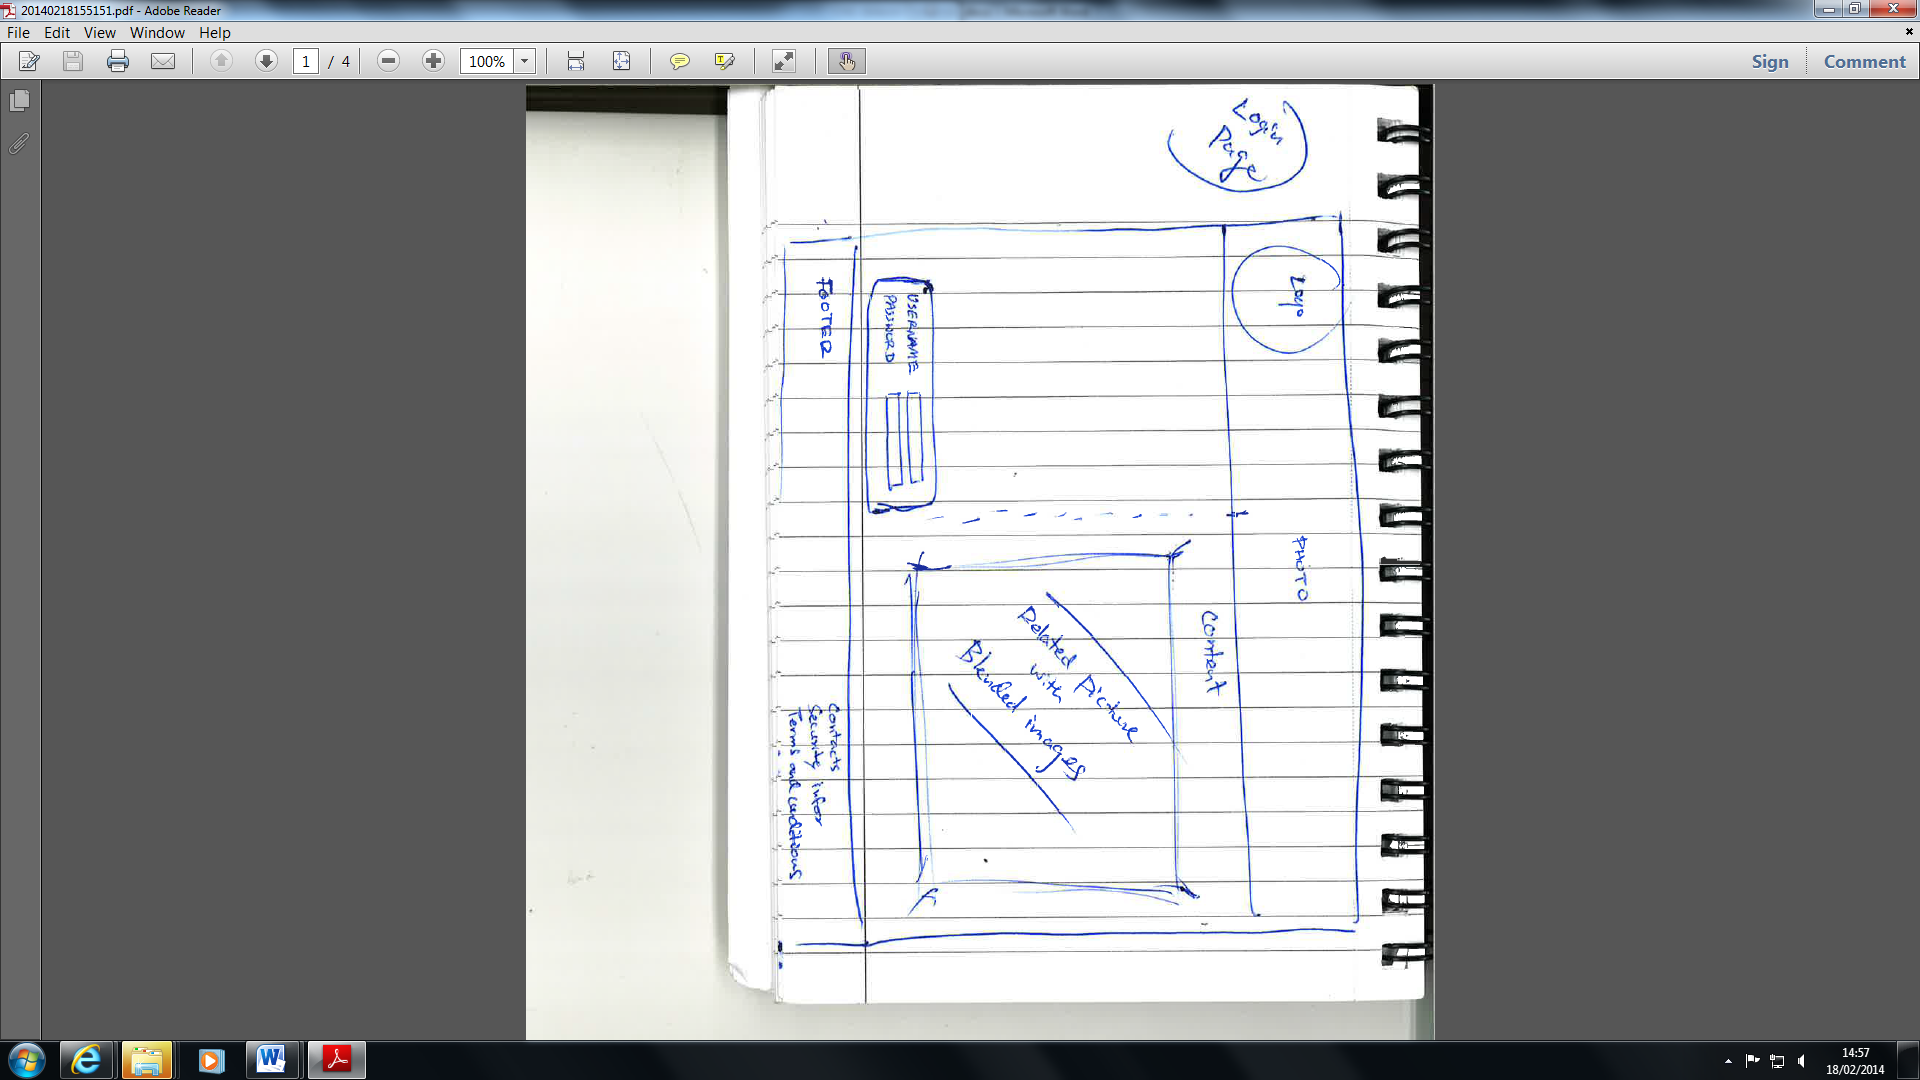 20140218155151.pdf - Adobe Reader
File Edit View Window Help
1 / 4
100%
Sign Comment
Login
Page
Logo
PHOTO
Content
Related Picture
with
Blended images
USERNAME
PASSWORD
FOOTER
Contacts
Security infor
Terms and conditions
14:57
18/02/2014